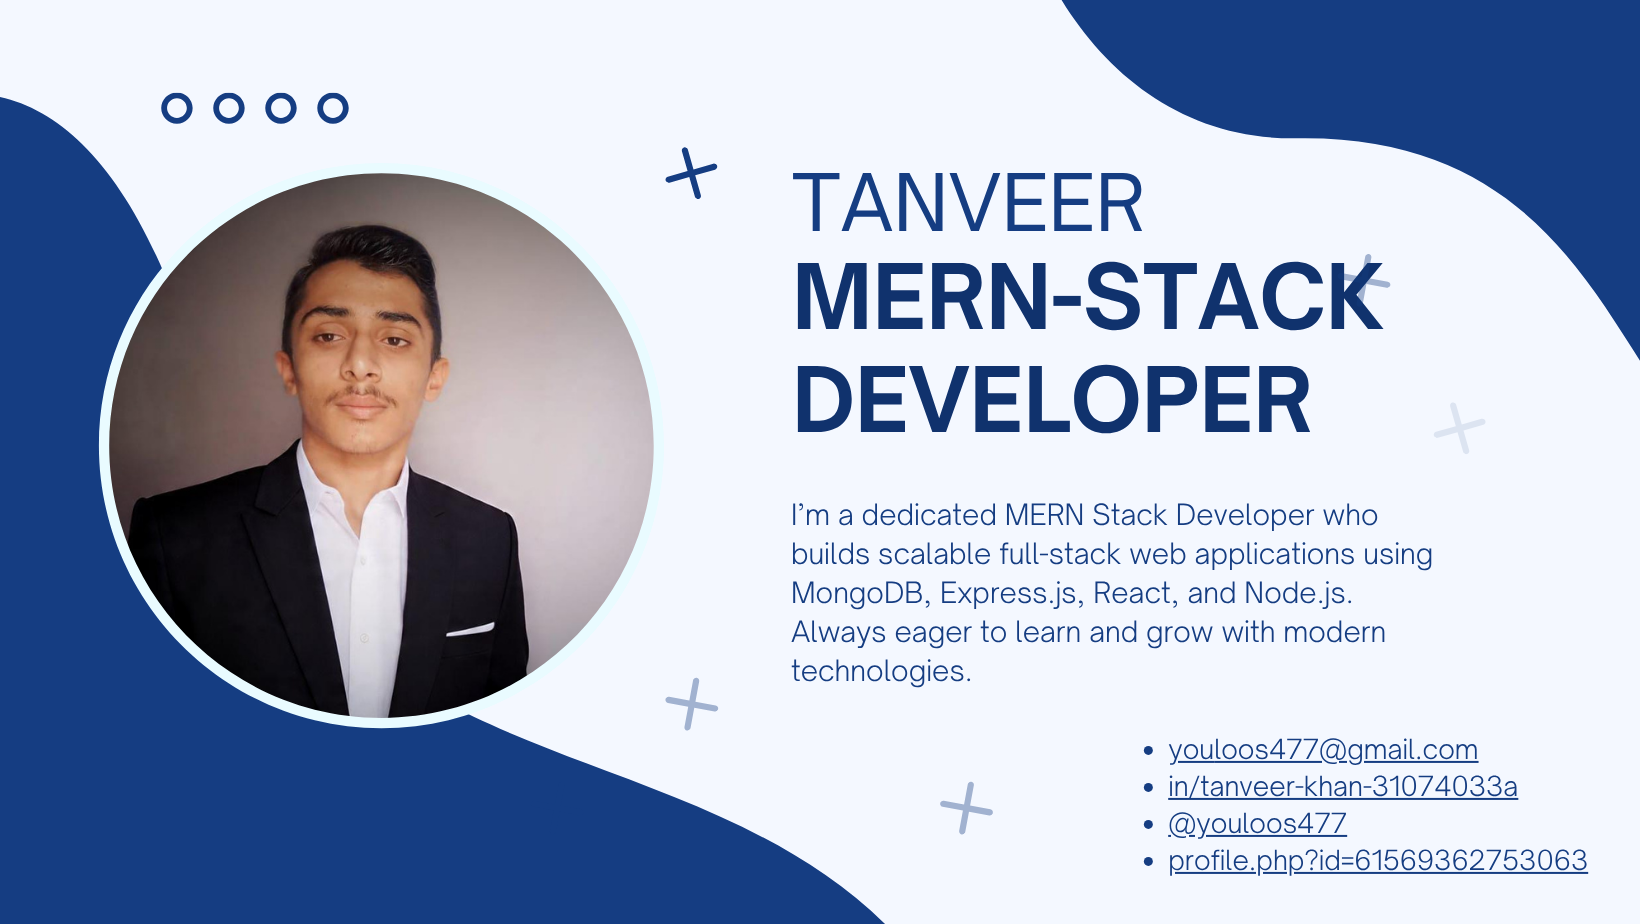 TANVEER
MERN-STACK
DEVELOPER
I’m a dedicated MERN Stack Developer who
builds scalable full-stack web applications using
MongoDB, Express.js, React, and Node.js.
Always eager to learn and grow with modern
technologies.
youloos477@gmail.com
in/tanveer-khan-31074033a
@youloos477
profile.php?id=61569362753063